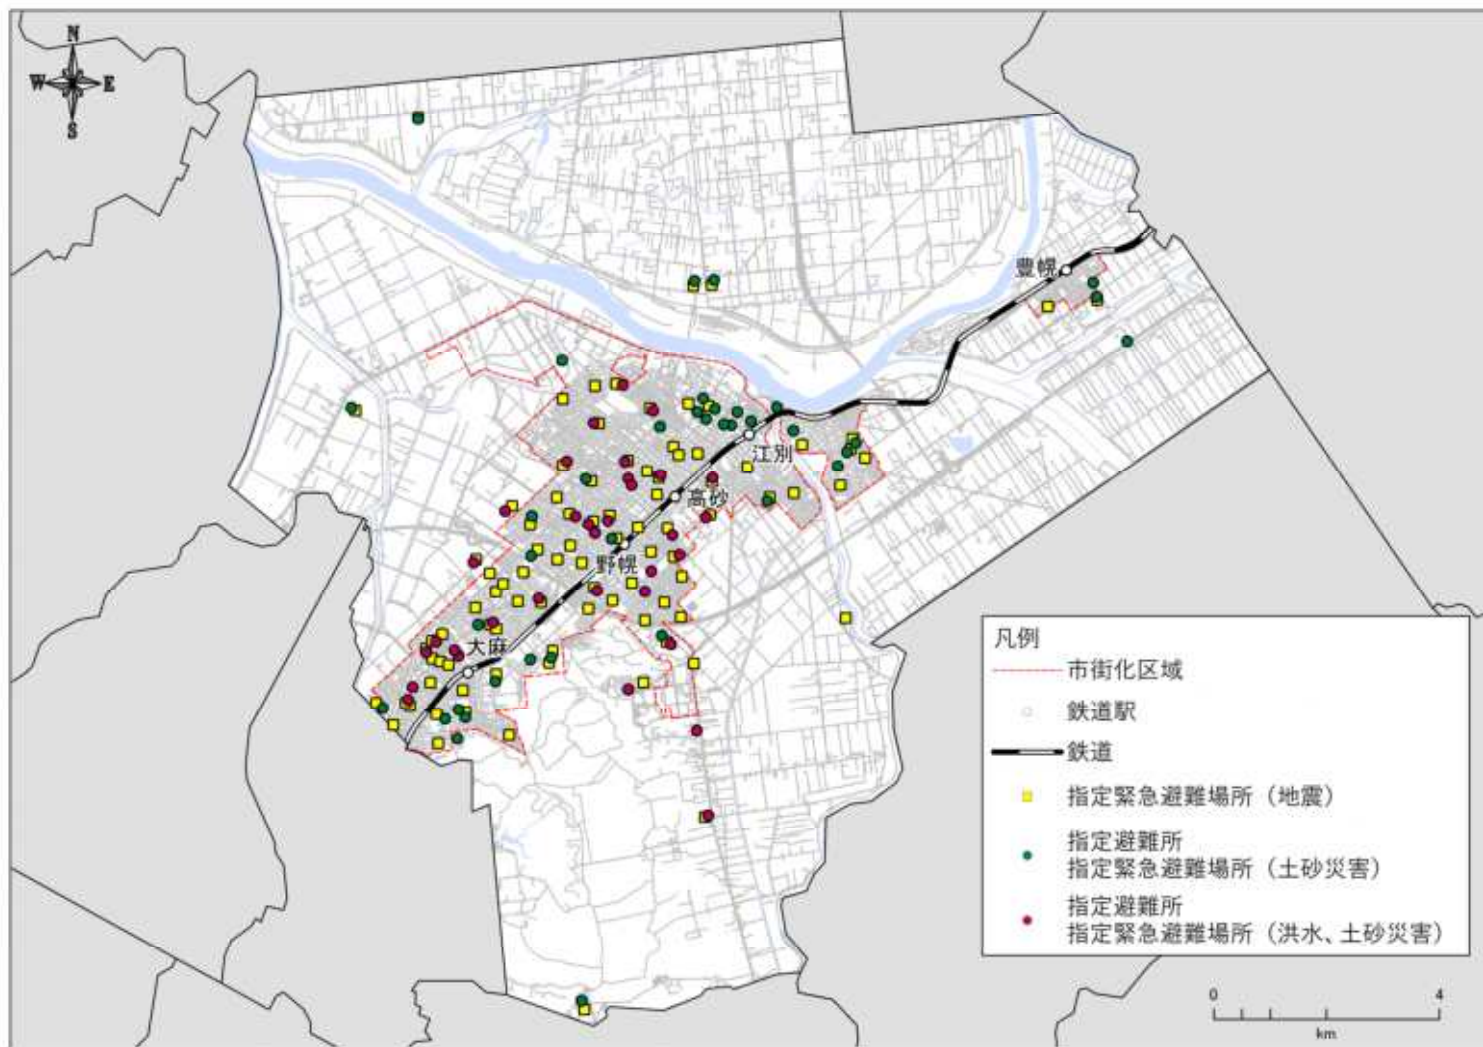 N
W E
S
豊幌
江別
高砂
野幌
大麻
凡例
市街化区域
鉄道駅
鉄道
指定緊急避難場所（地震）
指定避難所
指定緊急避難場所（土砂災害）
指定避難所
指定緊急避難場所（洪水、土砂災害）
0 4
km